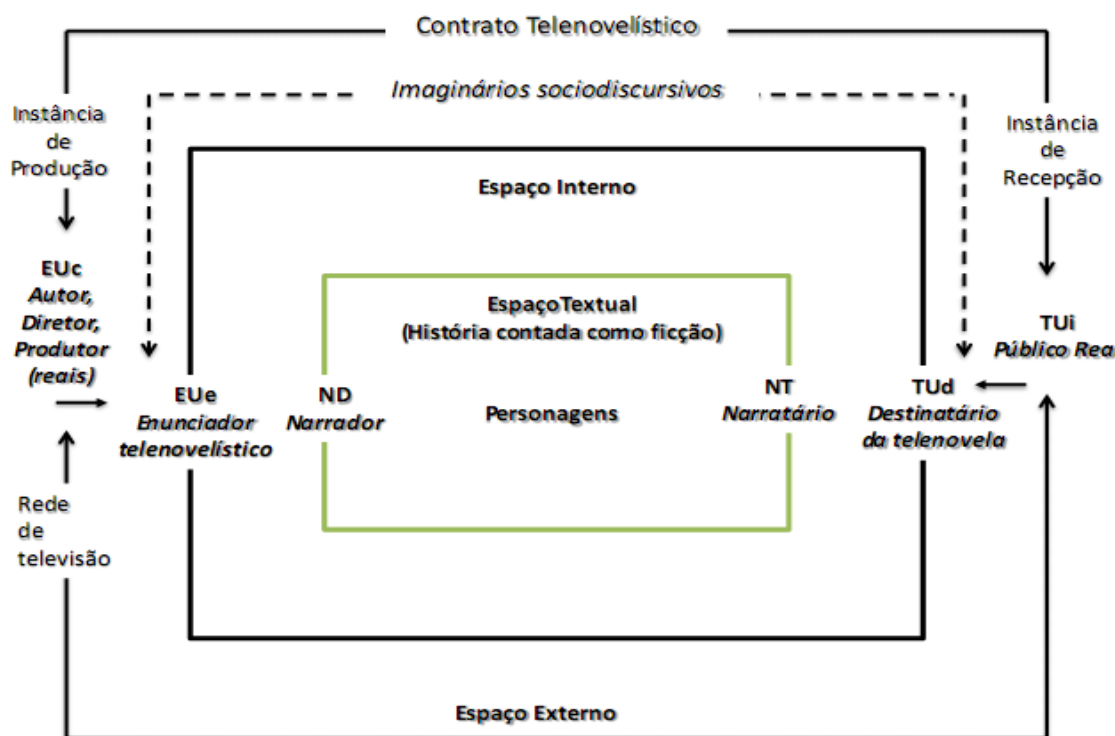 Contrato Telenovelístico
Imaginários sociodiscursivos
Instância
de
Produção
Instância
de
Recepção
Espaço Interno
EUc
Autor,
Diretor,
Produtor
(reais)
EspaçoTextual
(História contada como ficção)
TUi
Público Rea
EUe
Enunciador
telenovelístico
ND
Narrador
Personagens
NT
Narratário
TUd
Destinatário
da telenovela
Rede
de
televisão
Espaço Externo